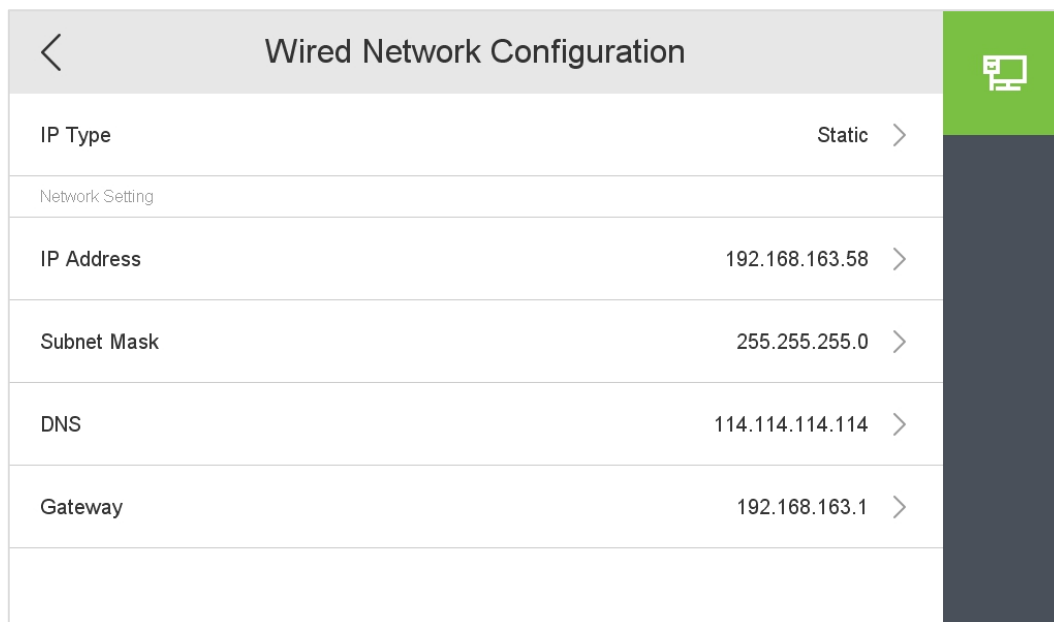 Wired Network Configuration
IP Type Static
Network Setting
IP Address 192.168.163.58
Subnet Mask 255.255.255.0
DNS 114.114.114.114
Gateway 192.168.163.1